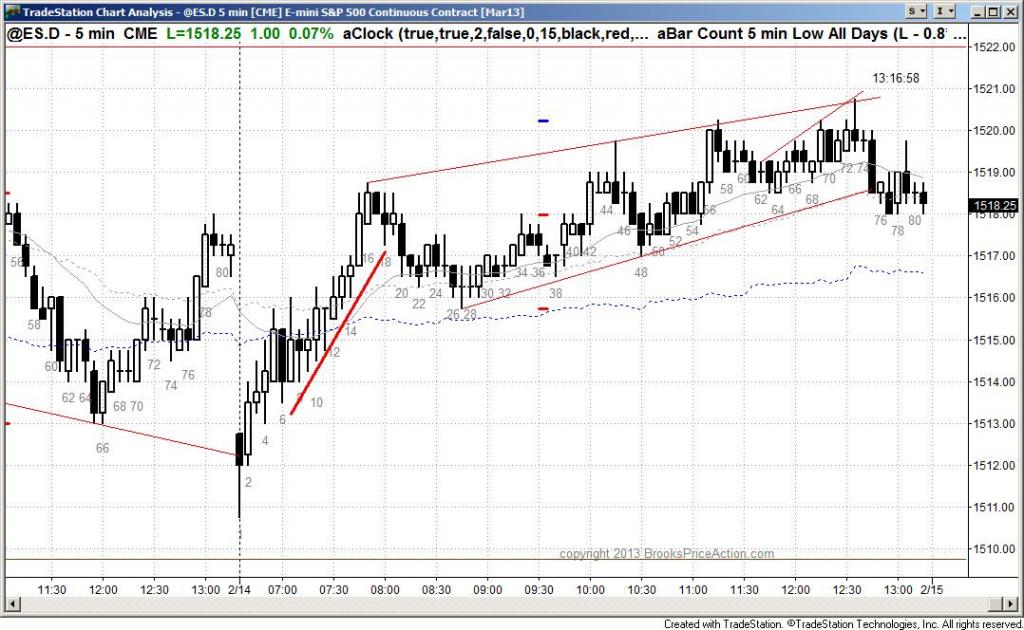 TradeStation Chart Analysis - @ES.D 5 min [CME] E-mini S&P 500 Continuous Contract [Mar13]
S I
@ES.D - 5 min CME L=1518.25 1.00 0.07% aClock (true,true,2,false,0,15,black,red,... aBar Count 5 min Low All Days (L - 0.8' ...
1522.00
13:16:58
1521.00
1520.00
1519.00
1518.25
1518.00
1517.00
1516.00
1515.00
1514.00
1513.00
1512.00
1511.00
1510.00
56 58 60 62 64 66 68 70 72 74 76 78 80
2 4 6 10 12 14 16 18 20 22 24 26 28 30 32 34 36 38 40 42 44 46 48 50 52 54 56 58 60 62 64 66 68 70 72 74 76 78 80
copyright 2013 BrooksPriceAction.com
11:30 12:00 12:30 13:00 2/14 07:00 07:30 08:00 08:30 09:00 09:30 10:00 10:30 11:00 11:30 12:00 12:30 13:00 2/15
Created with TradeStation. ©TradeStation Technologies, Inc. All rights reserved.